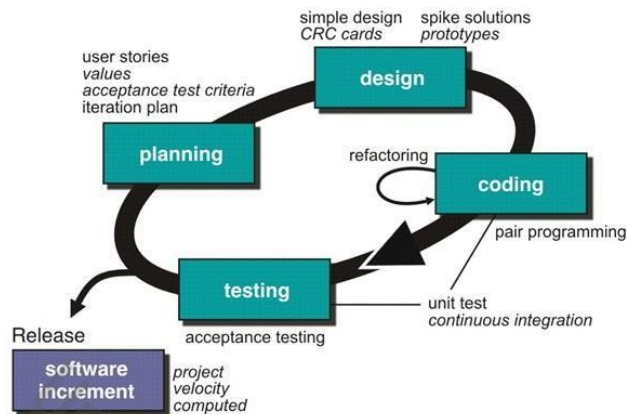 simple design
CRC cards
spike solutions
prototypes
user stories
values
acceptance test criteria
iteration plan
design
planning
refactoring
coding
pair programming
testing
unit test
continuous integration
acceptance testing
Release
software
increment
project
velocity
computed